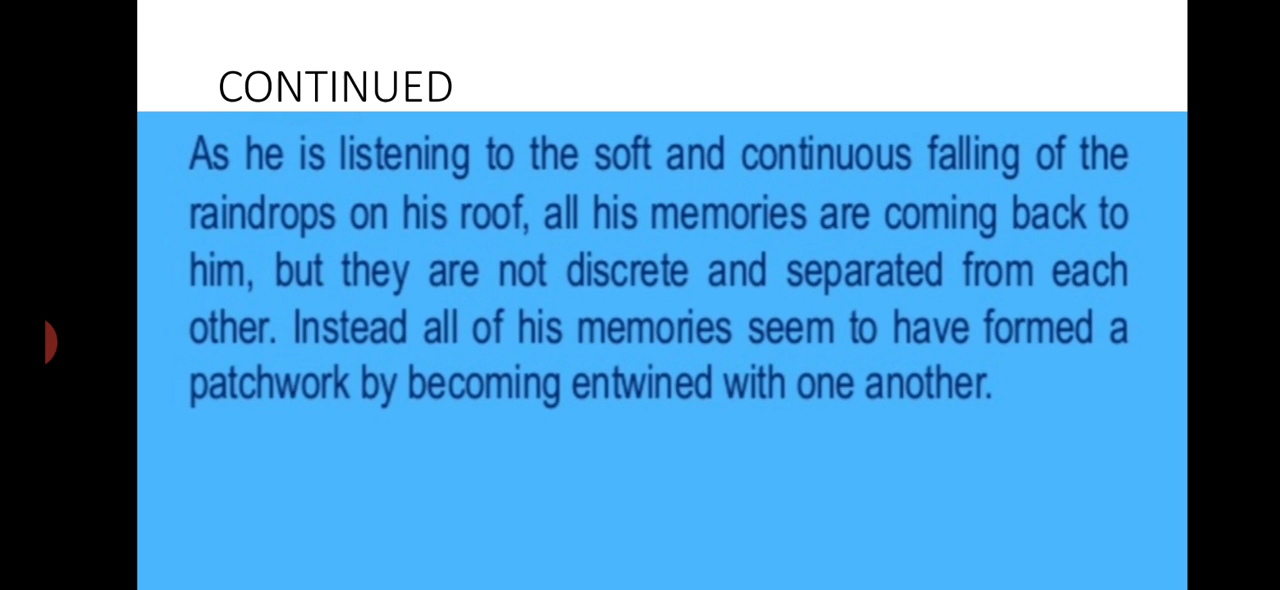 CONTINUED
As he is listening to the soft and continuous falling of the
raindrops on his roof, all his memories are coming back to
him, but they are not discrete and separated from each
other. Instead all of his memories seem to have formed a
patchwork by becoming entwined with one another.